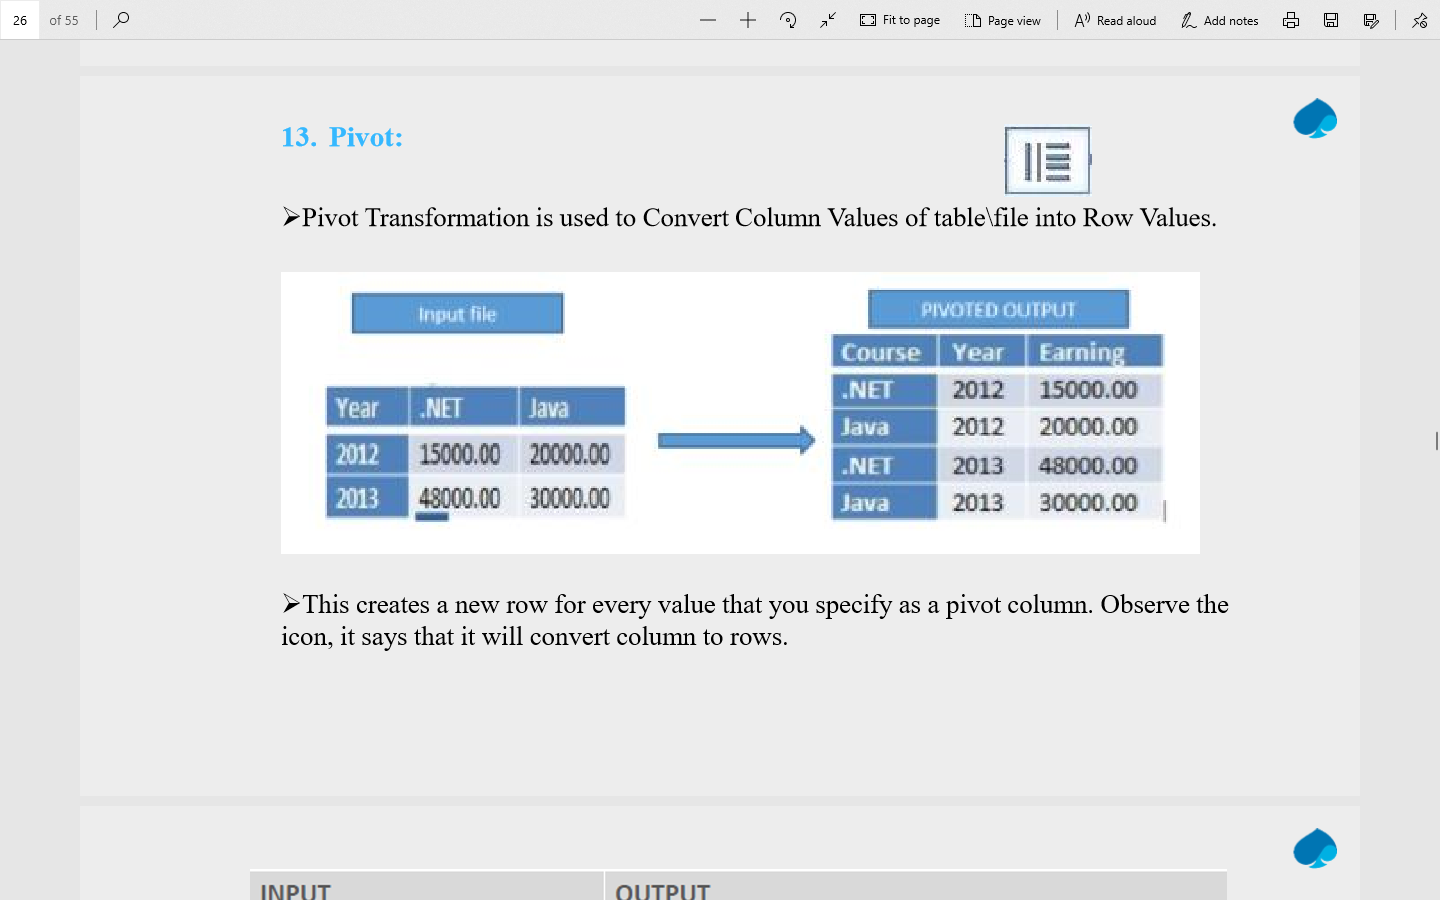 26 of 55 Fit to page Page view Read aloud Add notes
13. Pivot:
➢Pivot Transformation is used to Convert Column Values of table\file into Row Values.
Input file
Year .NET Java
2012 15000.00 20000.00
2013 48000.00 30000.00
PIVOTED OUTPUT
Course Year Earning
.NET 2012 15000.00
Java 2012 20000.00
.NET 2013 48000.00
Java 2013 30000.00
➢This creates a new row for every value that you specify as a pivot column. Observe the
icon, it says that it will convert column to rows.
INPUT OUTPUT